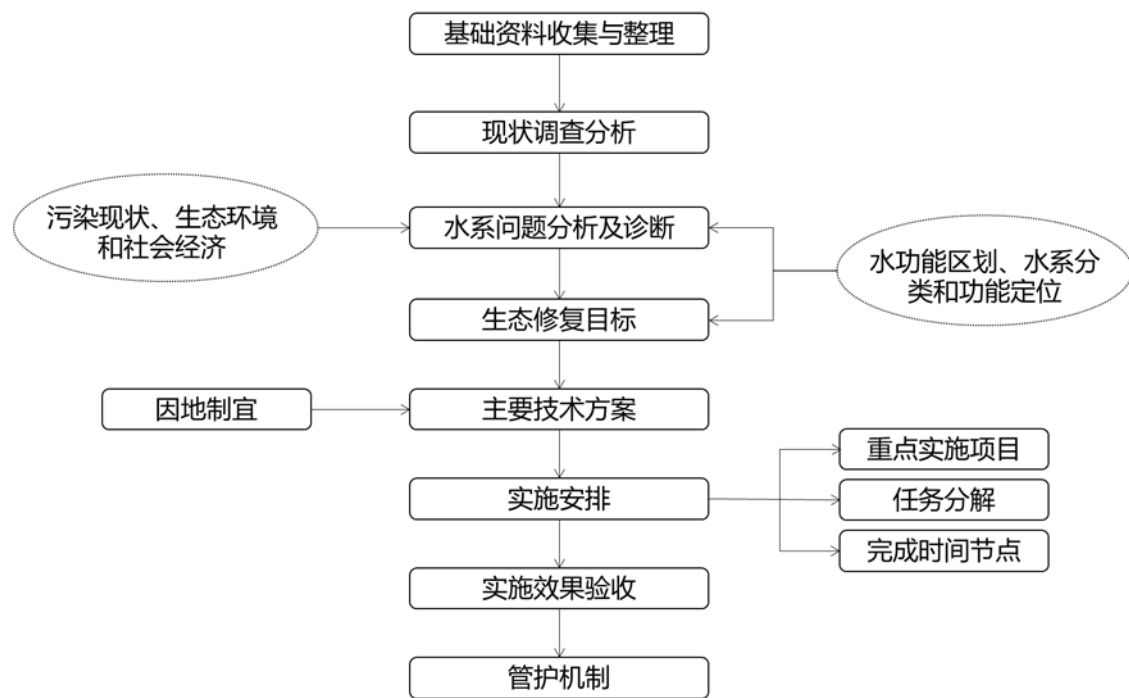 基础资料收集与整理
现状调查分析
污染现状、生态环境
和社会经济
水系问题分析及诊断
水功能区划、水系分
类和功能定位
生态修复目标
因地制宜
主要技术方案
重点实施项目
实施安排
任务分解
完成时间节点
实施效果验收
管护机制